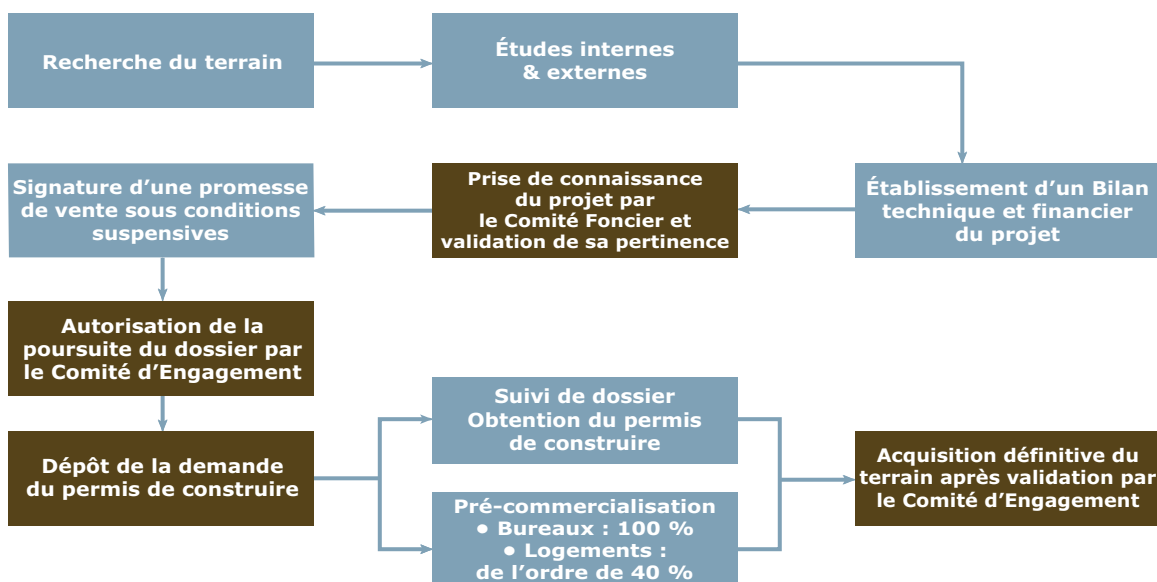 Recherche du terrain
Études internes
& externes
Établissement d’un Bilan
technique et financier
du projet
Prise de connaissance
du projet par
le Comité Foncier et
validation de sa pertinence
Signature d’une promesse
de vente sous conditions
suspensives
Autorisation de la
poursuite du dossier par
le Comité d’Engagement
Dépôt de la demande
du permis de construire
Suivi de dossier
Obtention du permis
de construire
Pré-commercialisation
● Bureaux : 100 %
● Logements :
de l’ordre de 40 %
Acquisition définitive du
terrain après validation par
le Comité d’Engagement